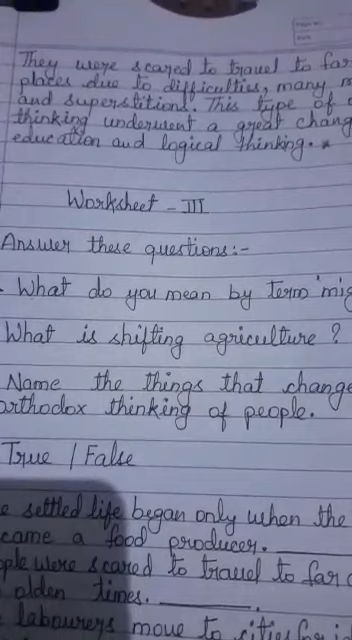 They were scared to travel to far
places due to difficulties, many
and superstitions. This type of
thinking underwent a great chang
education and logical thinking.
Worksheet - III
Answer these questions:-
What do you mean by term 'mig
What is shifting agriculture ?
Name the things that change
orthodox thinking of people.
True / False
settled life began only when the
came a food producer.
ople were scared to travel to far
olden times.
labourers move to cities